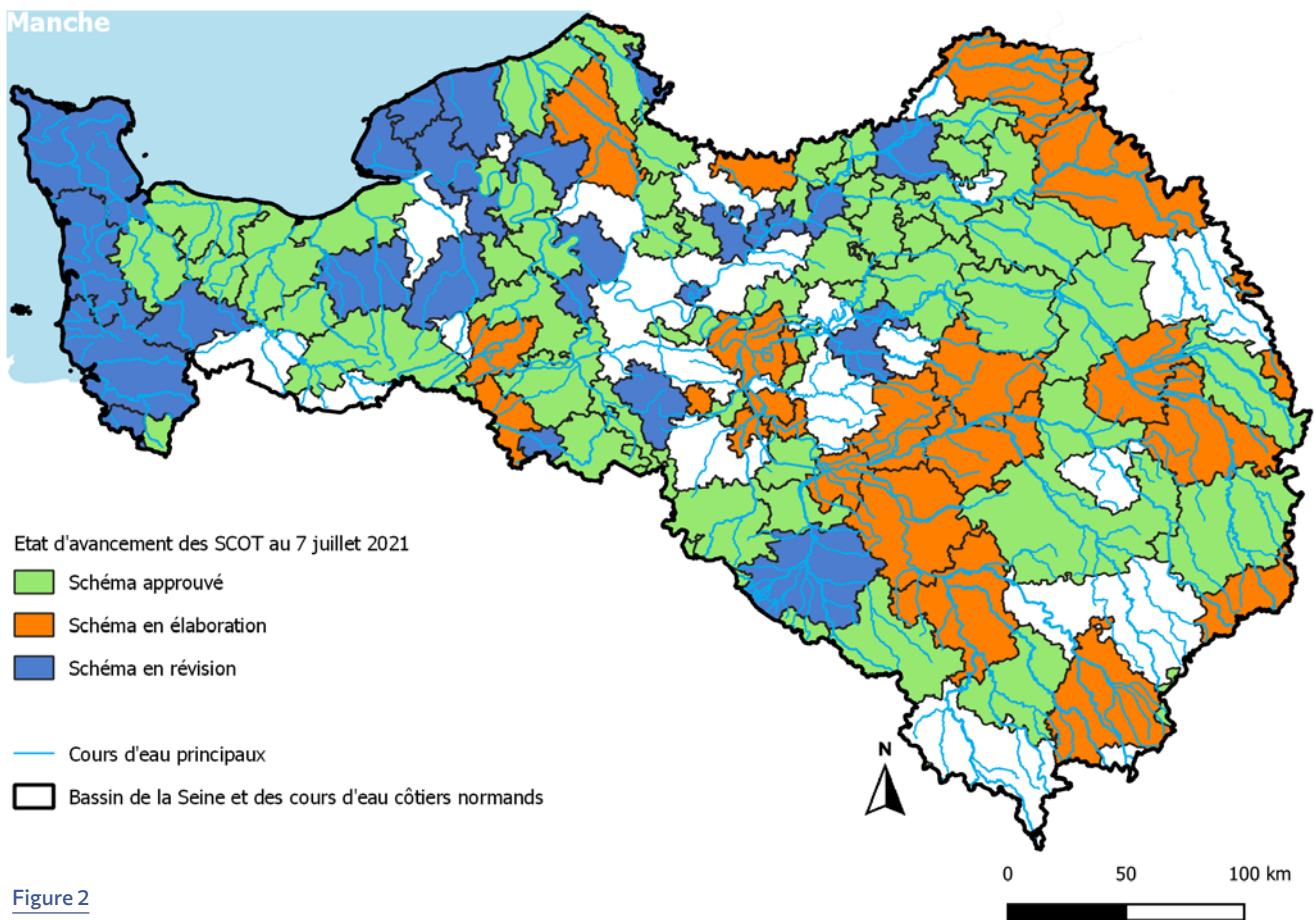 Manche
Etat d'avancement des SCOT au 7 juillet 2021
Schéma approuvé
Schéma en élaboration
Schéma en révision
Cours d'eau principaux
Bassin de la Seine et des cours d'eau côtiers normands
N
0 50 100 km
Figure 2